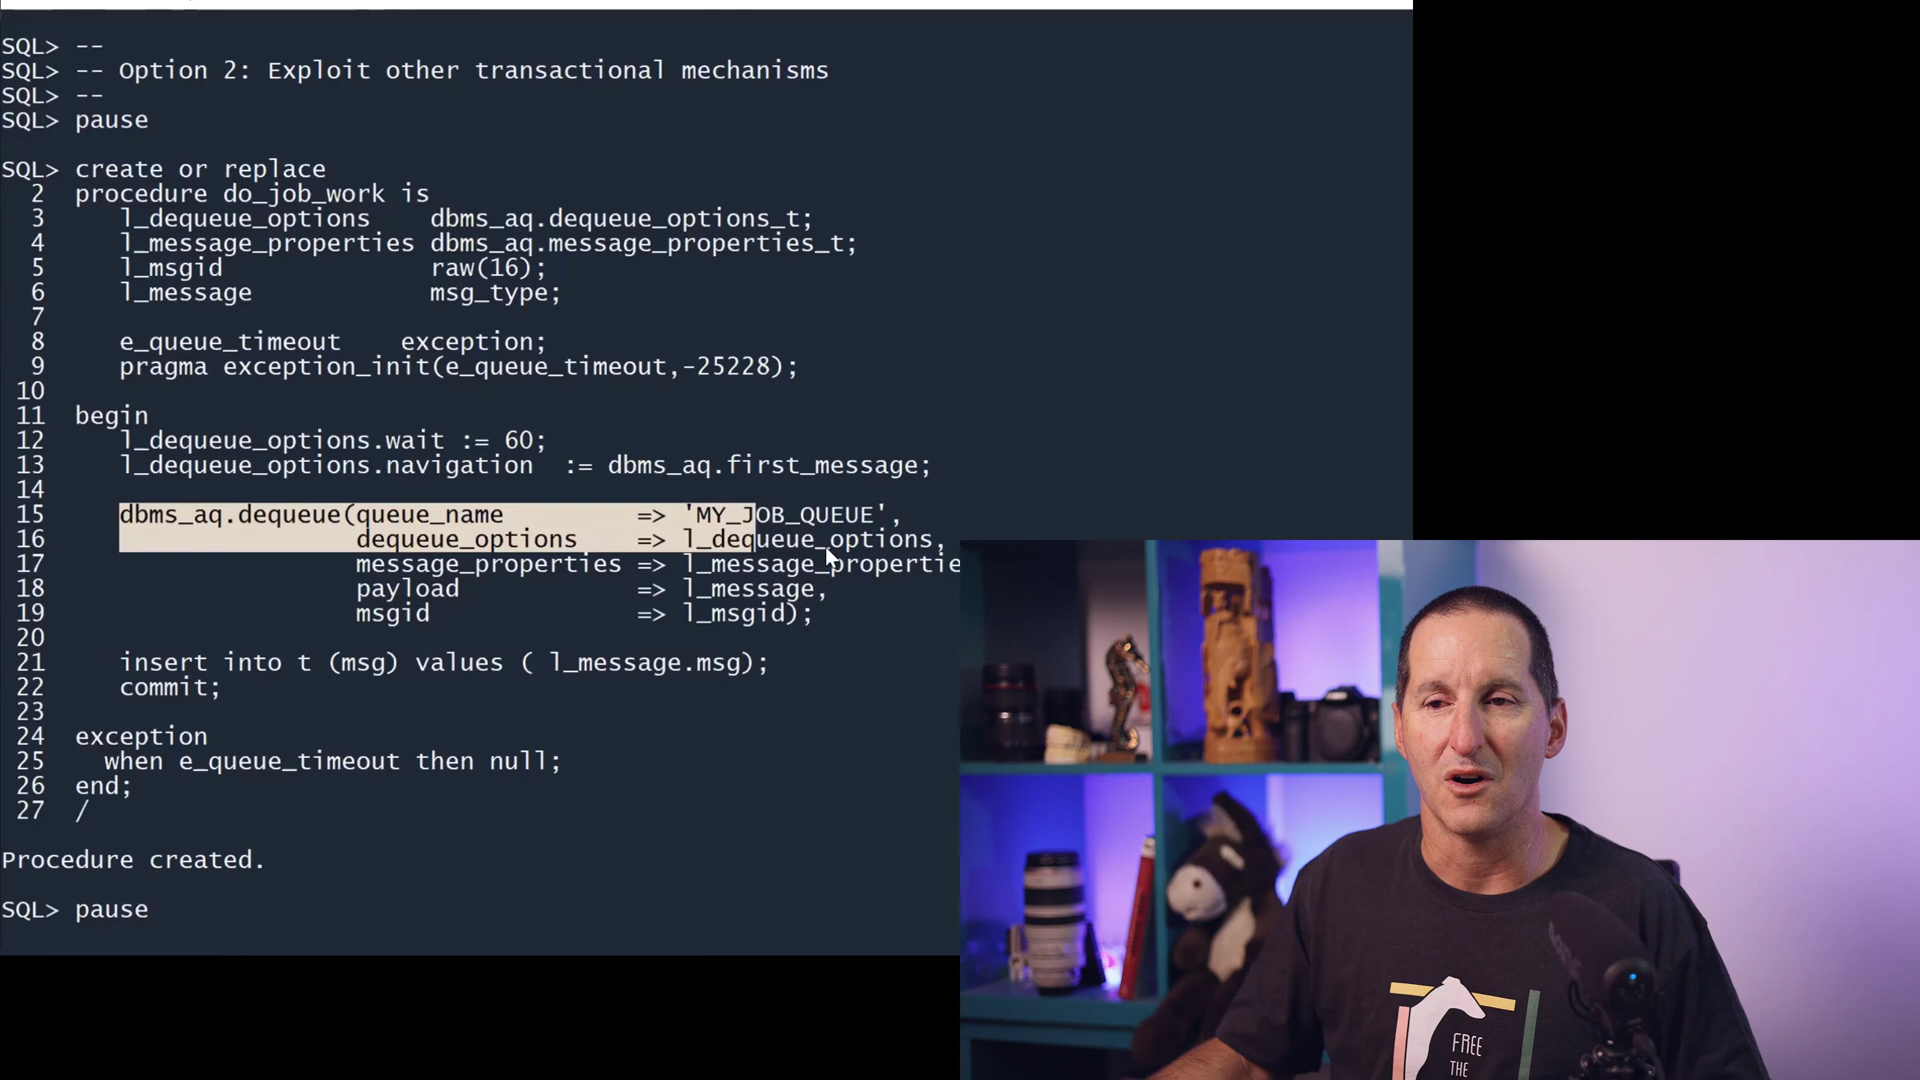 SQL> --
SQL> -- Option 2: Exploit other transactional mechanisms
SQL> --
SQL> pause
SQL> create or replace
2 procedure do_job_work is
3 l_dequeue_options dbms_aq.dequeue_options_t;
4 l_message_properties dbms_aq.message_properties_t;
5 l_msgid raw(16);
6 l_message msg_type;
7
8 e_queue_timeout exception;
9 pragma exception_init(e_queue_timeout,-25228);
10
11 begin
12 l_dequeue_options.wait := 60;
13 l_dequeue_options.navigation := dbms_aq.first_message;
14
15 dbms_aq.dequeue(queue_name => 'MY_JOB_QUEUE',
16 dequeue_options => l_dequeue_options,
17 message_properties => l_message_propertie
18 payload => l_message,
19 msgid => l_msgid);
20
21 insert into t (msg) values ( l_message.msg);
22 commit;
23
24 exception
25 when e_queue_timeout then null;
26 end;
27 /
Procedure created.
SQL> pause
FREE
THE